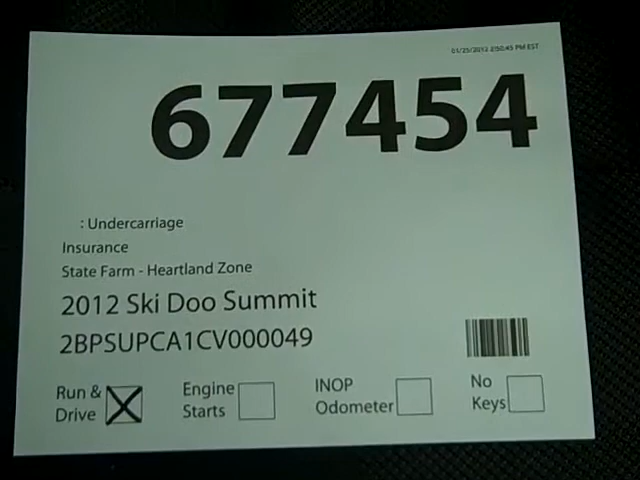 01/25/2012 2:50:45 PM EST
677454
: Undercarriage
Insurance
State Farm - Heartland Zone
2012 Ski Doo Summit
2BPSUPCA1CV000049
Run & Drive
Engine Starts
INOP Odometer
No Keys